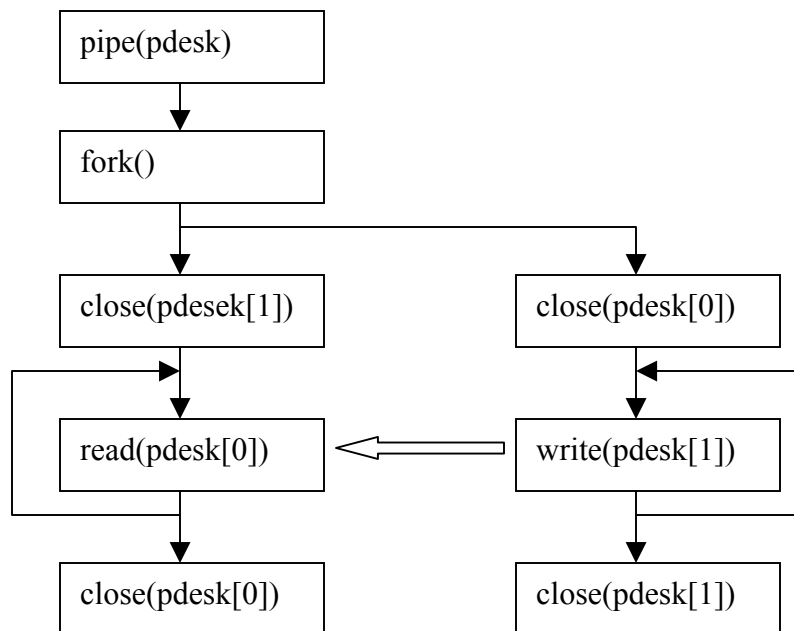 pipe(pdesk)
fork()
close(pdesek[1])
close(pdesk[0])
read(pdesk[0])
write(pdesk[1])
close(pdesk[0])
close(pdesk[1])